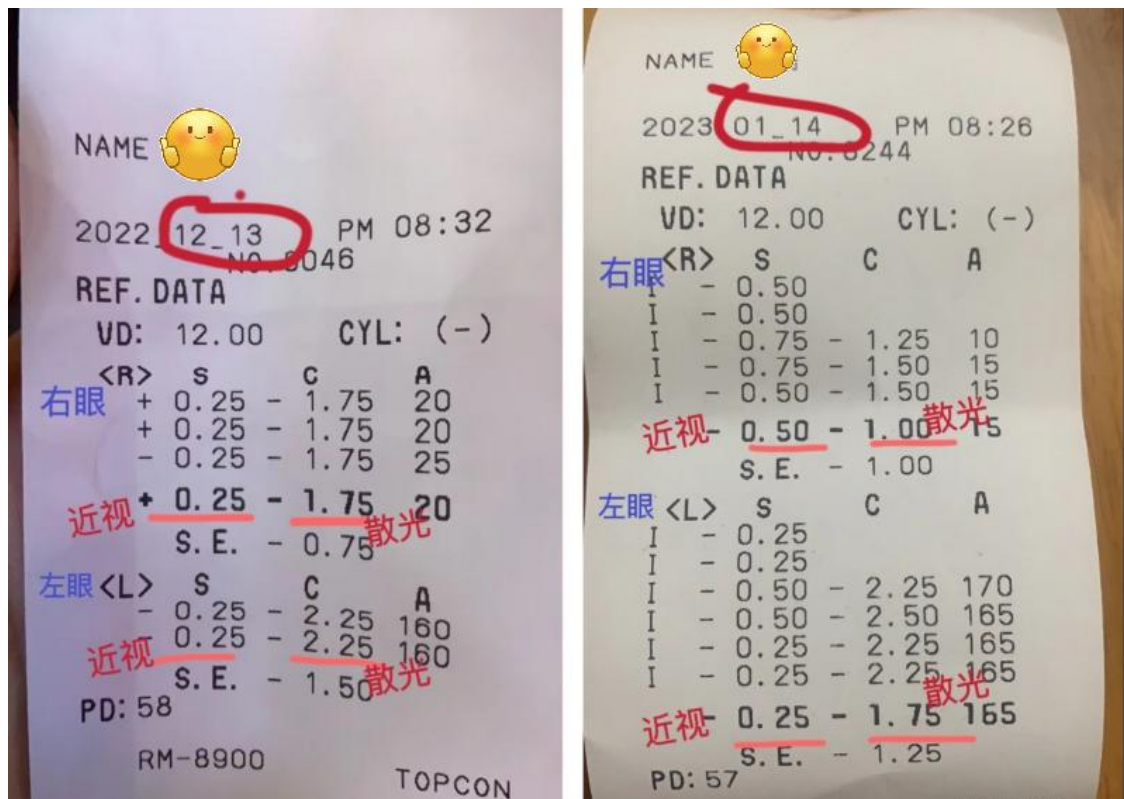 NAME
2022_12_13 PM 08:32
NO.8046
REF. DATA
VD: 12.00 CYL: (-)
右眼 <R> S C A
+ 0.25 - 1.75 20
+ 0.25 - 1.75 20
- 0.25 - 1.75 25
近视 + 0.25 - 1.75 散光 20
S.E. - 0.75
左眼 <L> S C A
- 0.25 - 2.25 160
近视 - 0.25 - 2.25 散光 160
S.E. - 1.50
PD: 58
RM-8900
TOPCON
NAME
2023_01_14 PM 08:26
NO.8244
REF. DATA
VD: 12.00 CYL: (-)
右眼 <R> S C A
I - 0.50
I - 0.50
I - 0.75 - 1.25 10
I - 0.75 - 1.50 15
I - 0.50 - 1.50 15
近视 - 0.50 - 1.00 散光 15
S.E. - 1.00
左眼 <L> S C A
I - 0.25
I - 0.25
I - 0.50 - 2.25 170
I - 0.50 - 2.50 165
I - 0.25 - 2.25 165
I - 0.25 - 2.25 165
近视 - 0.25 - 1.75 散光 165
S.E. - 1.25
PD: 57